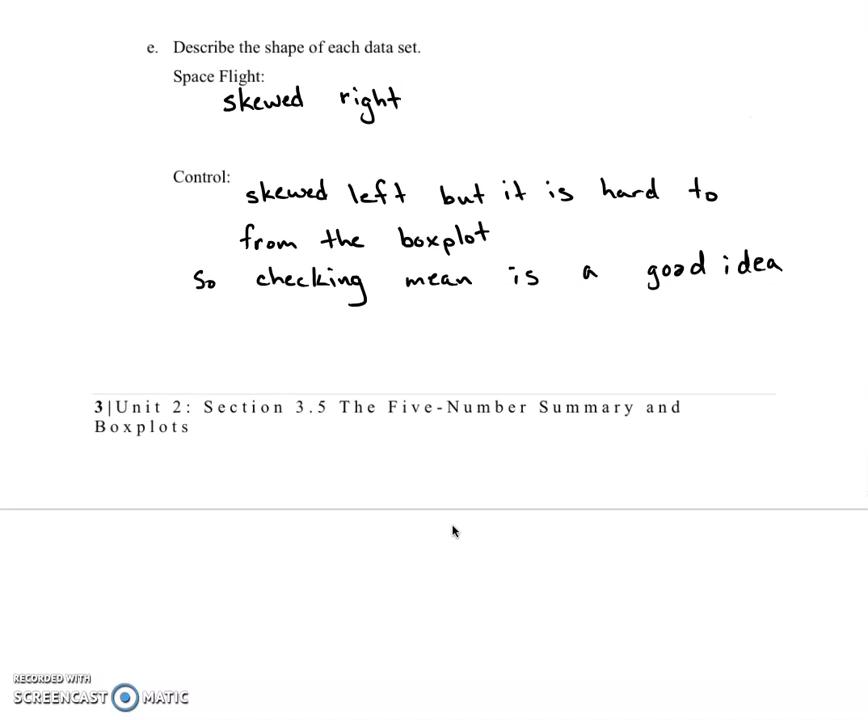 e. Describe the shape of each data set.
Space Flight:
skewed right
Control:
skewed left but it is hard to
from the boxplot
So checking mean is a good idea
3|Unit 2: Section 3.5 The Five-Number Summary and
Boxplots
RECORDED WITH
SCREENCAST MATIC